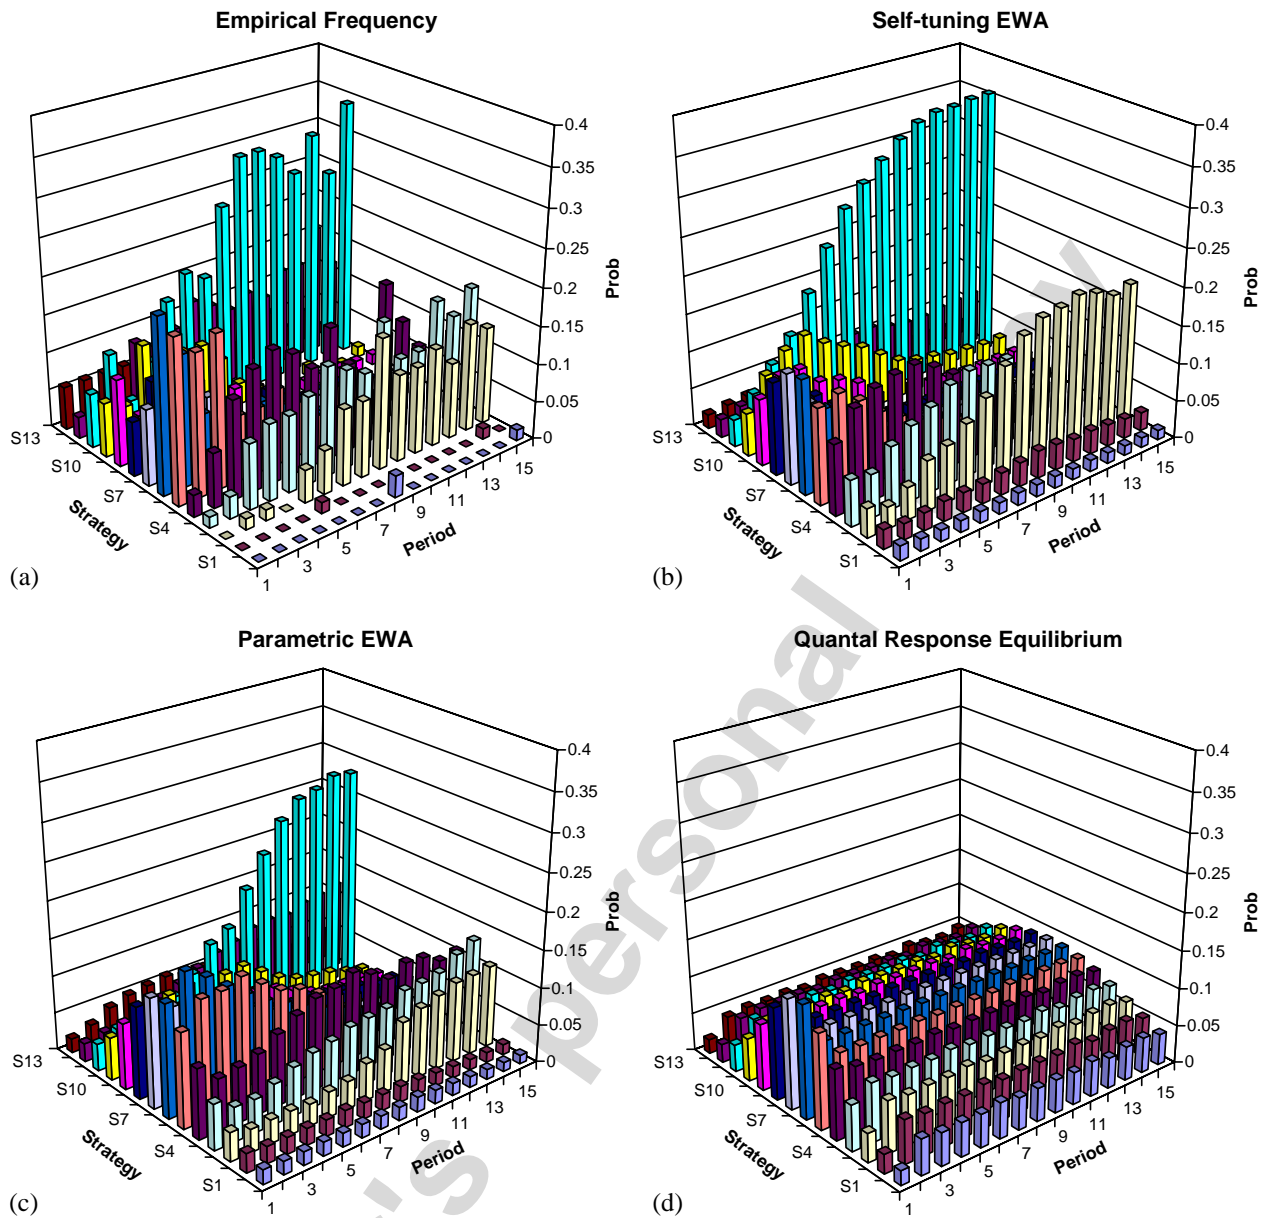 Empirical Frequency
0.4
0.35
0.3
0.25
0.2
0.15
0.1
0.05
0
Prob
S13
S10
S7
S4
S1
Strategy
1
3
5
7
9
11
13
15
Period
(a)
Self-tuning EWA
0.4
0.35
0.3
0.25
0.2
0.15
0.1
0.05
0
Prob
S13
S10
S7
S4
S1
Strategy
1
3
5
7
9
11
13
15
Period
(b)
Parametric EWA
0.4
0.35
0.3
0.25
0.2
0.15
0.1
0.05
0
Prob
S13
S10
S7
S4
S1
Strategy
1
3
5
7
9
11
13
15
Period
(c)
Quantal Response Equilibrium
0.4
0.35
0.3
0.25
0.2
0.15
0.1
0.05
0
Prob
S13
S10
S7
S4
S1
Strategy
1
3
5
7
9
11
13
15
Period
(d)
's personal